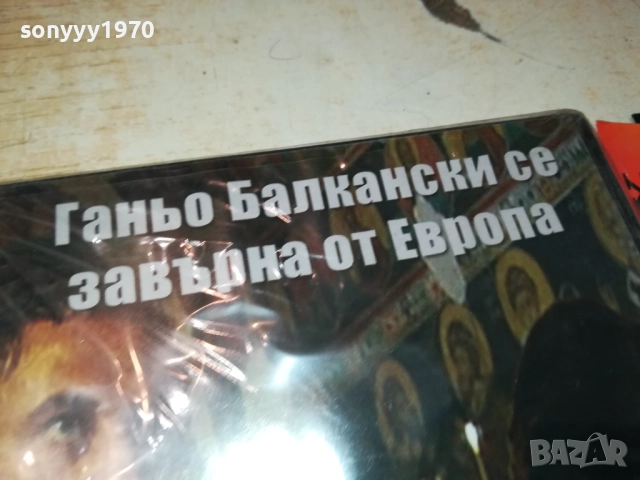 sonyyy1970
Ганьо Балкански се
завърна от Европа
BAZAR